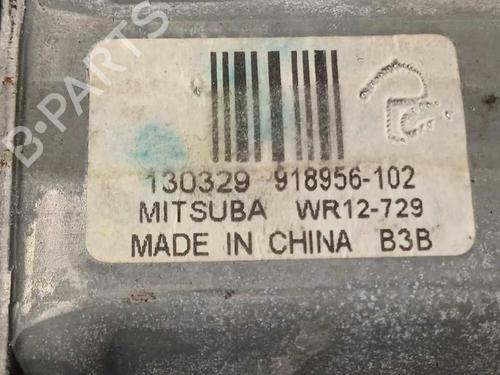 B-PARTS
130329 918956-102
MITSUBA WR12-729
MADE IN CHINA B3B